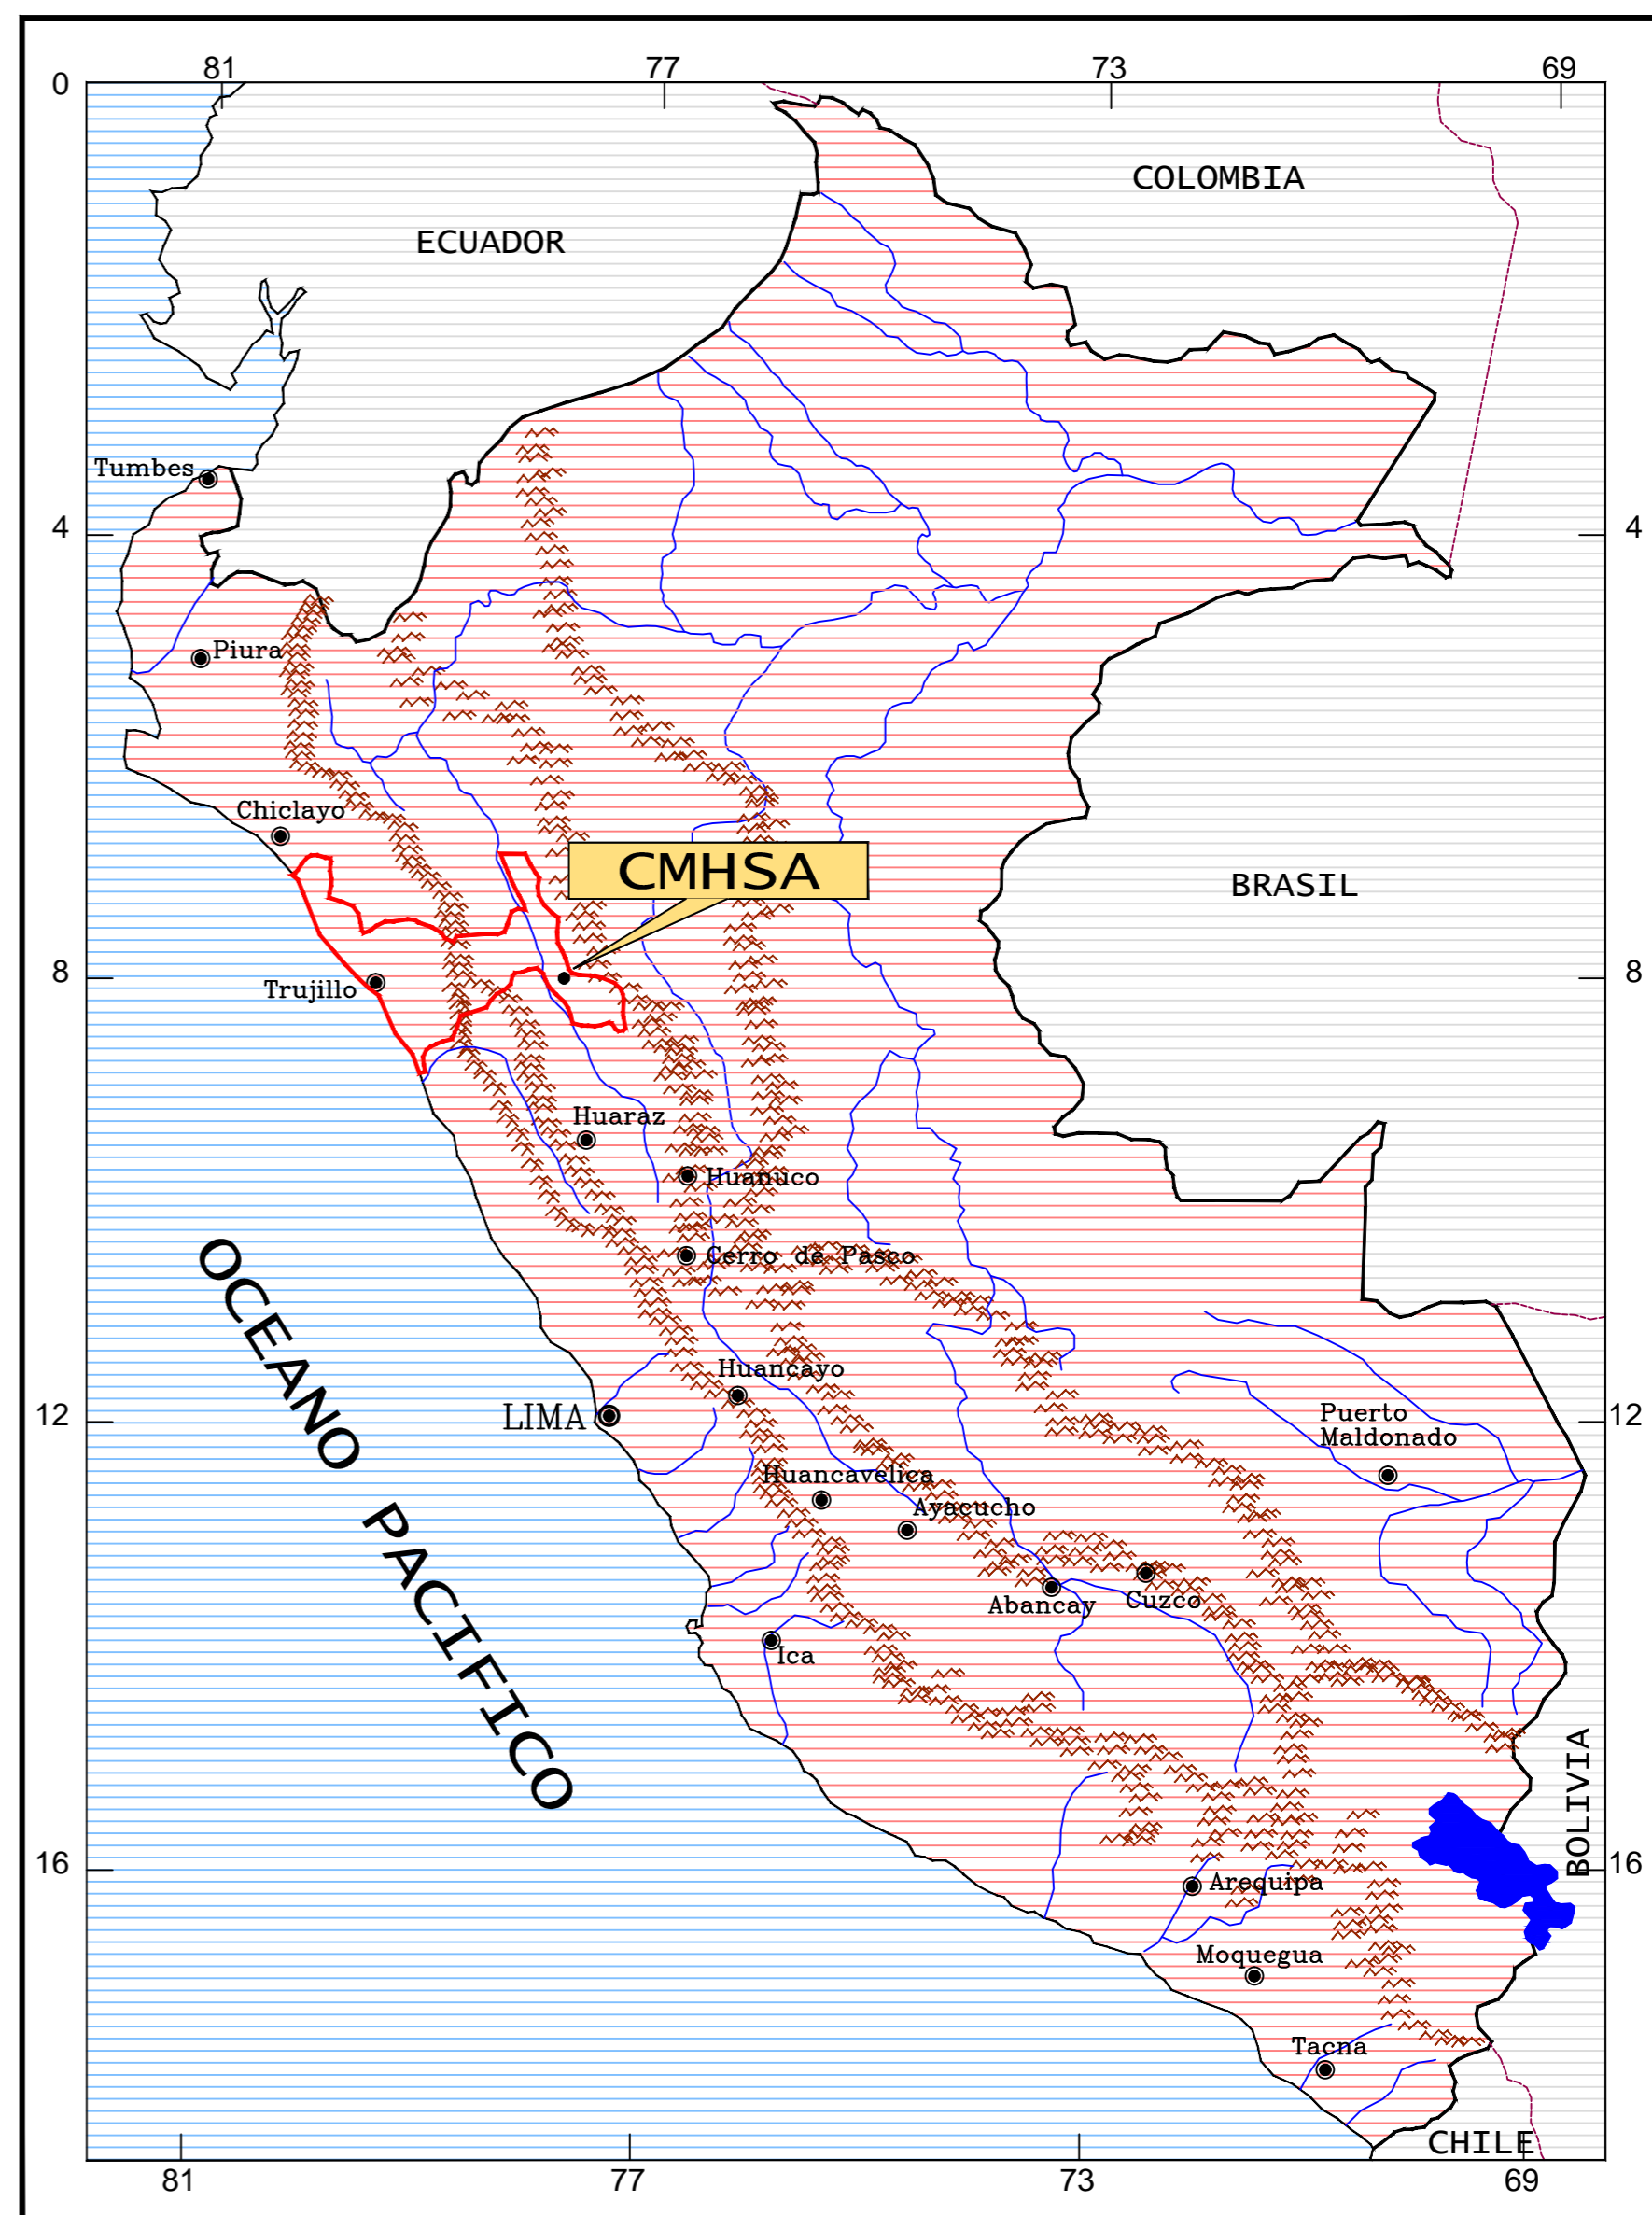 81 77 73 69
0
COLOMBIA
ECUADOR
Tumbes
4 4
Piura
Chiclayo
CMHSA
BRASIL
8 8
Trujillo
Huaraz
Huanuco
Cerro de Pasco
OCEANO PACIFICO
Huancayo
LIMA
12 12
Puerto
Maldonado
Huancavelica
Ayacucho
Abancay
Cuzco
Ica
BOLIVIA
16 16
Arequipa
Moquegua
Tacna
CHILE
81 77 73 69